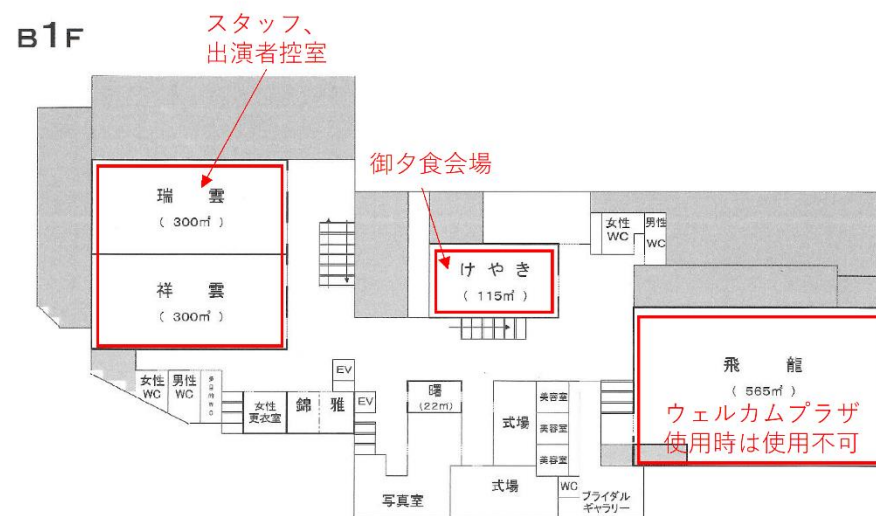 B1F
スタッフ、
出演者控室
御夕食会場
瑞雲
(300㎡)
祥雲
(300㎡)
けやき
(115㎡)
女性
WC
男性
WC
飛龍
(565㎡)
ウェルカムプラザ
使用時は使用不可
女性
WC
男性
WC
EV
EV
女性
更衣室
錦
雅
曙
(22m)
式場
美容室
美容室
美容室
写真室
式場
WC
ブライダル
ギャラリー